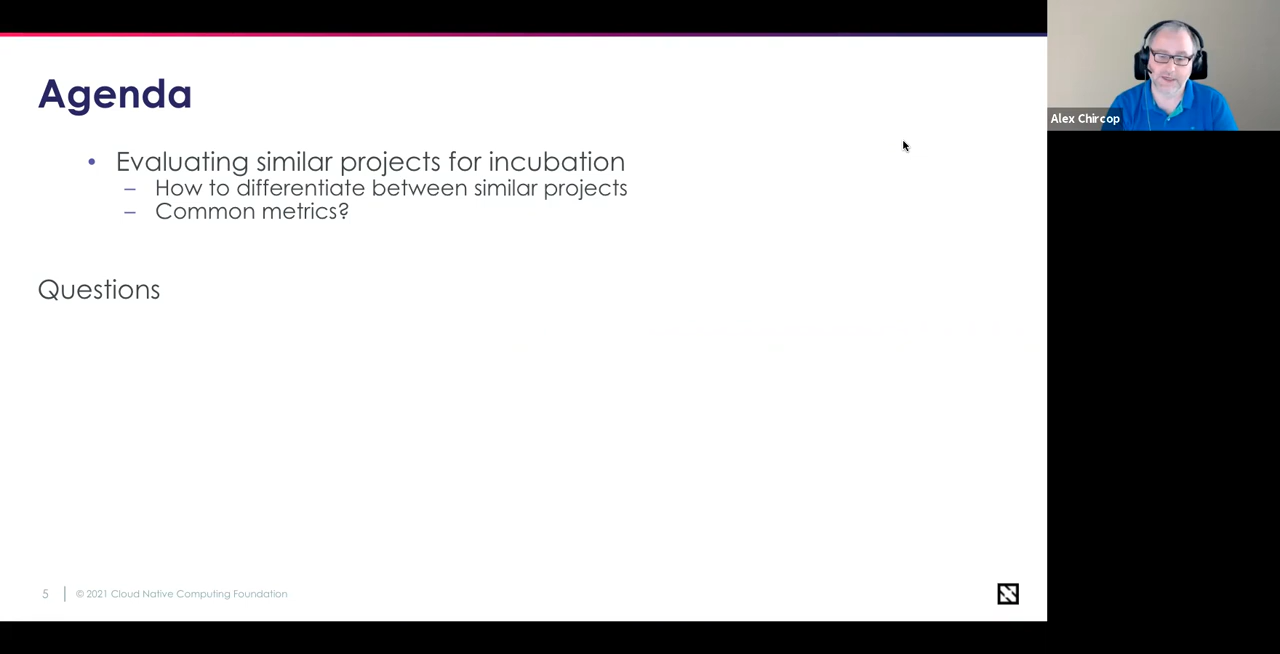 Agenda
• Evaluating similar projects for incubation
– How to differentiate between similar projects
– Common metrics?
Questions
5 | © 2021 Cloud Native Computing Foundation
Alex Chircop